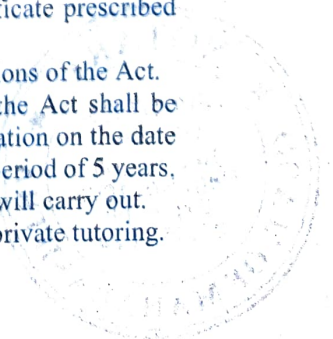 ficate prescribed
ons of the Act.
the Act shall be
ation on the date
eriod of 5 years.
will carry out.
private tutoring.